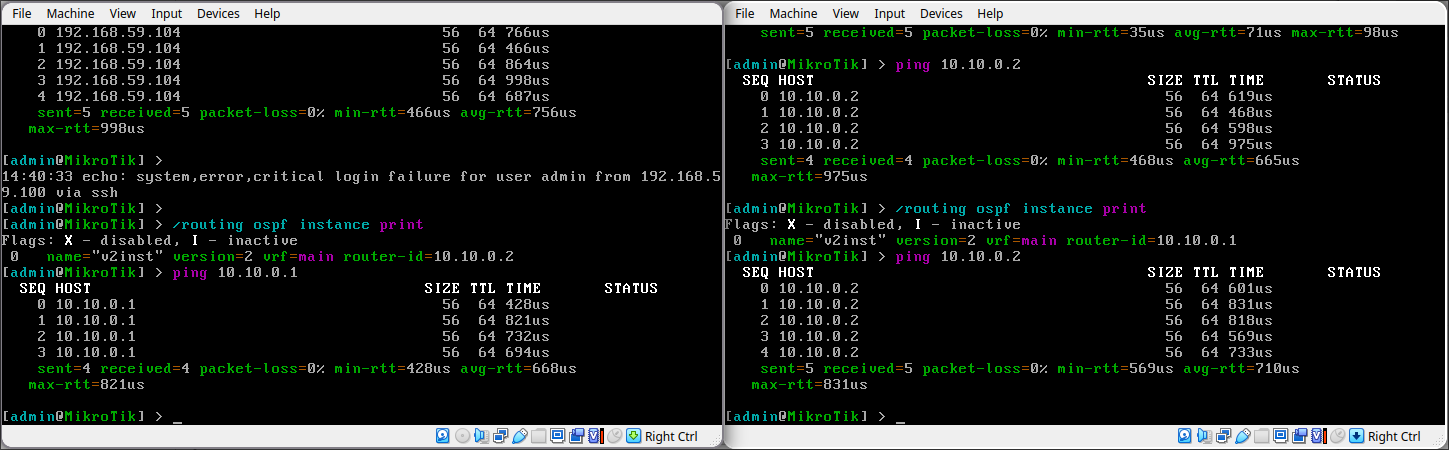 File Machine View Input Devices Help
0 192.168.59.104 56 64 766us
1 192.168.59.104 56 64 466us
2 192.168.59.104 56 64 864us
3 192.168.59.104 56 64 998us
4 192.168.59.104 56 64 687us
sent=5 received=5 packet-loss=0% min-rtt=466us avg-rtt=756us
max-rtt=998us
[admin@MikroTik] >
14:40:33 echo: system,error,critical login failure for user admin from 192.168.5
9.100 via ssh
[admin@MikroTik] >
[admin@MikroTik] > /routing ospf instance print
Flags: X - disabled, I - inactive
0 name="v2inst" version=2 vrf=main router-id=10.10.0.2
[admin@MikroTik] > ping 10.10.0.1
SEQ HOST SIZE TTL TIME STATUS
0 10.10.0.1 56 64 428us
1 10.10.0.1 56 64 821us
2 10.10.0.1 56 64 732us
3 10.10.0.1 56 64 694us
sent=4 received=4 packet-loss=0% min-rtt=428us avg-rtt=668us
max-rtt=821us
[admin@MikroTik] > _
Right Ctrl
File Machine View Input Devices Help
sent=5 received=5 packet-loss=0% min-rtt=35us avg-rtt=71us max-rtt=98us
[admin@MikroTik] > ping 10.10.0.2
SEQ HOST SIZE TTL TIME STATUS
0 10.10.0.2 56 64 619us
1 10.10.0.2 56 64 468us
2 10.10.0.2 56 64 598us
3 10.10.0.2 56 64 975us
sent=4 received=4 packet-loss=0% min-rtt=468us avg-rtt=665us
max-rtt=975us
[admin@MikroTik] > /routing ospf instance print
Flags: X - disabled, I - inactive
0 name="v2inst" version=2 vrf=main router-id=10.10.0.1
[admin@MikroTik] > ping 10.10.0.2
SEQ HOST SIZE TTL TIME STATUS
0 10.10.0.2 56 64 601us
1 10.10.0.2 56 64 831us
2 10.10.0.2 56 64 818us
3 10.10.0.2 56 64 569us
4 10.10.0.2 56 64 733us
sent=5 received=5 packet-loss=0% min-rtt=569us avg-rtt=710us
max-rtt=831us
[admin@MikroTik] > _
Right Ctrl